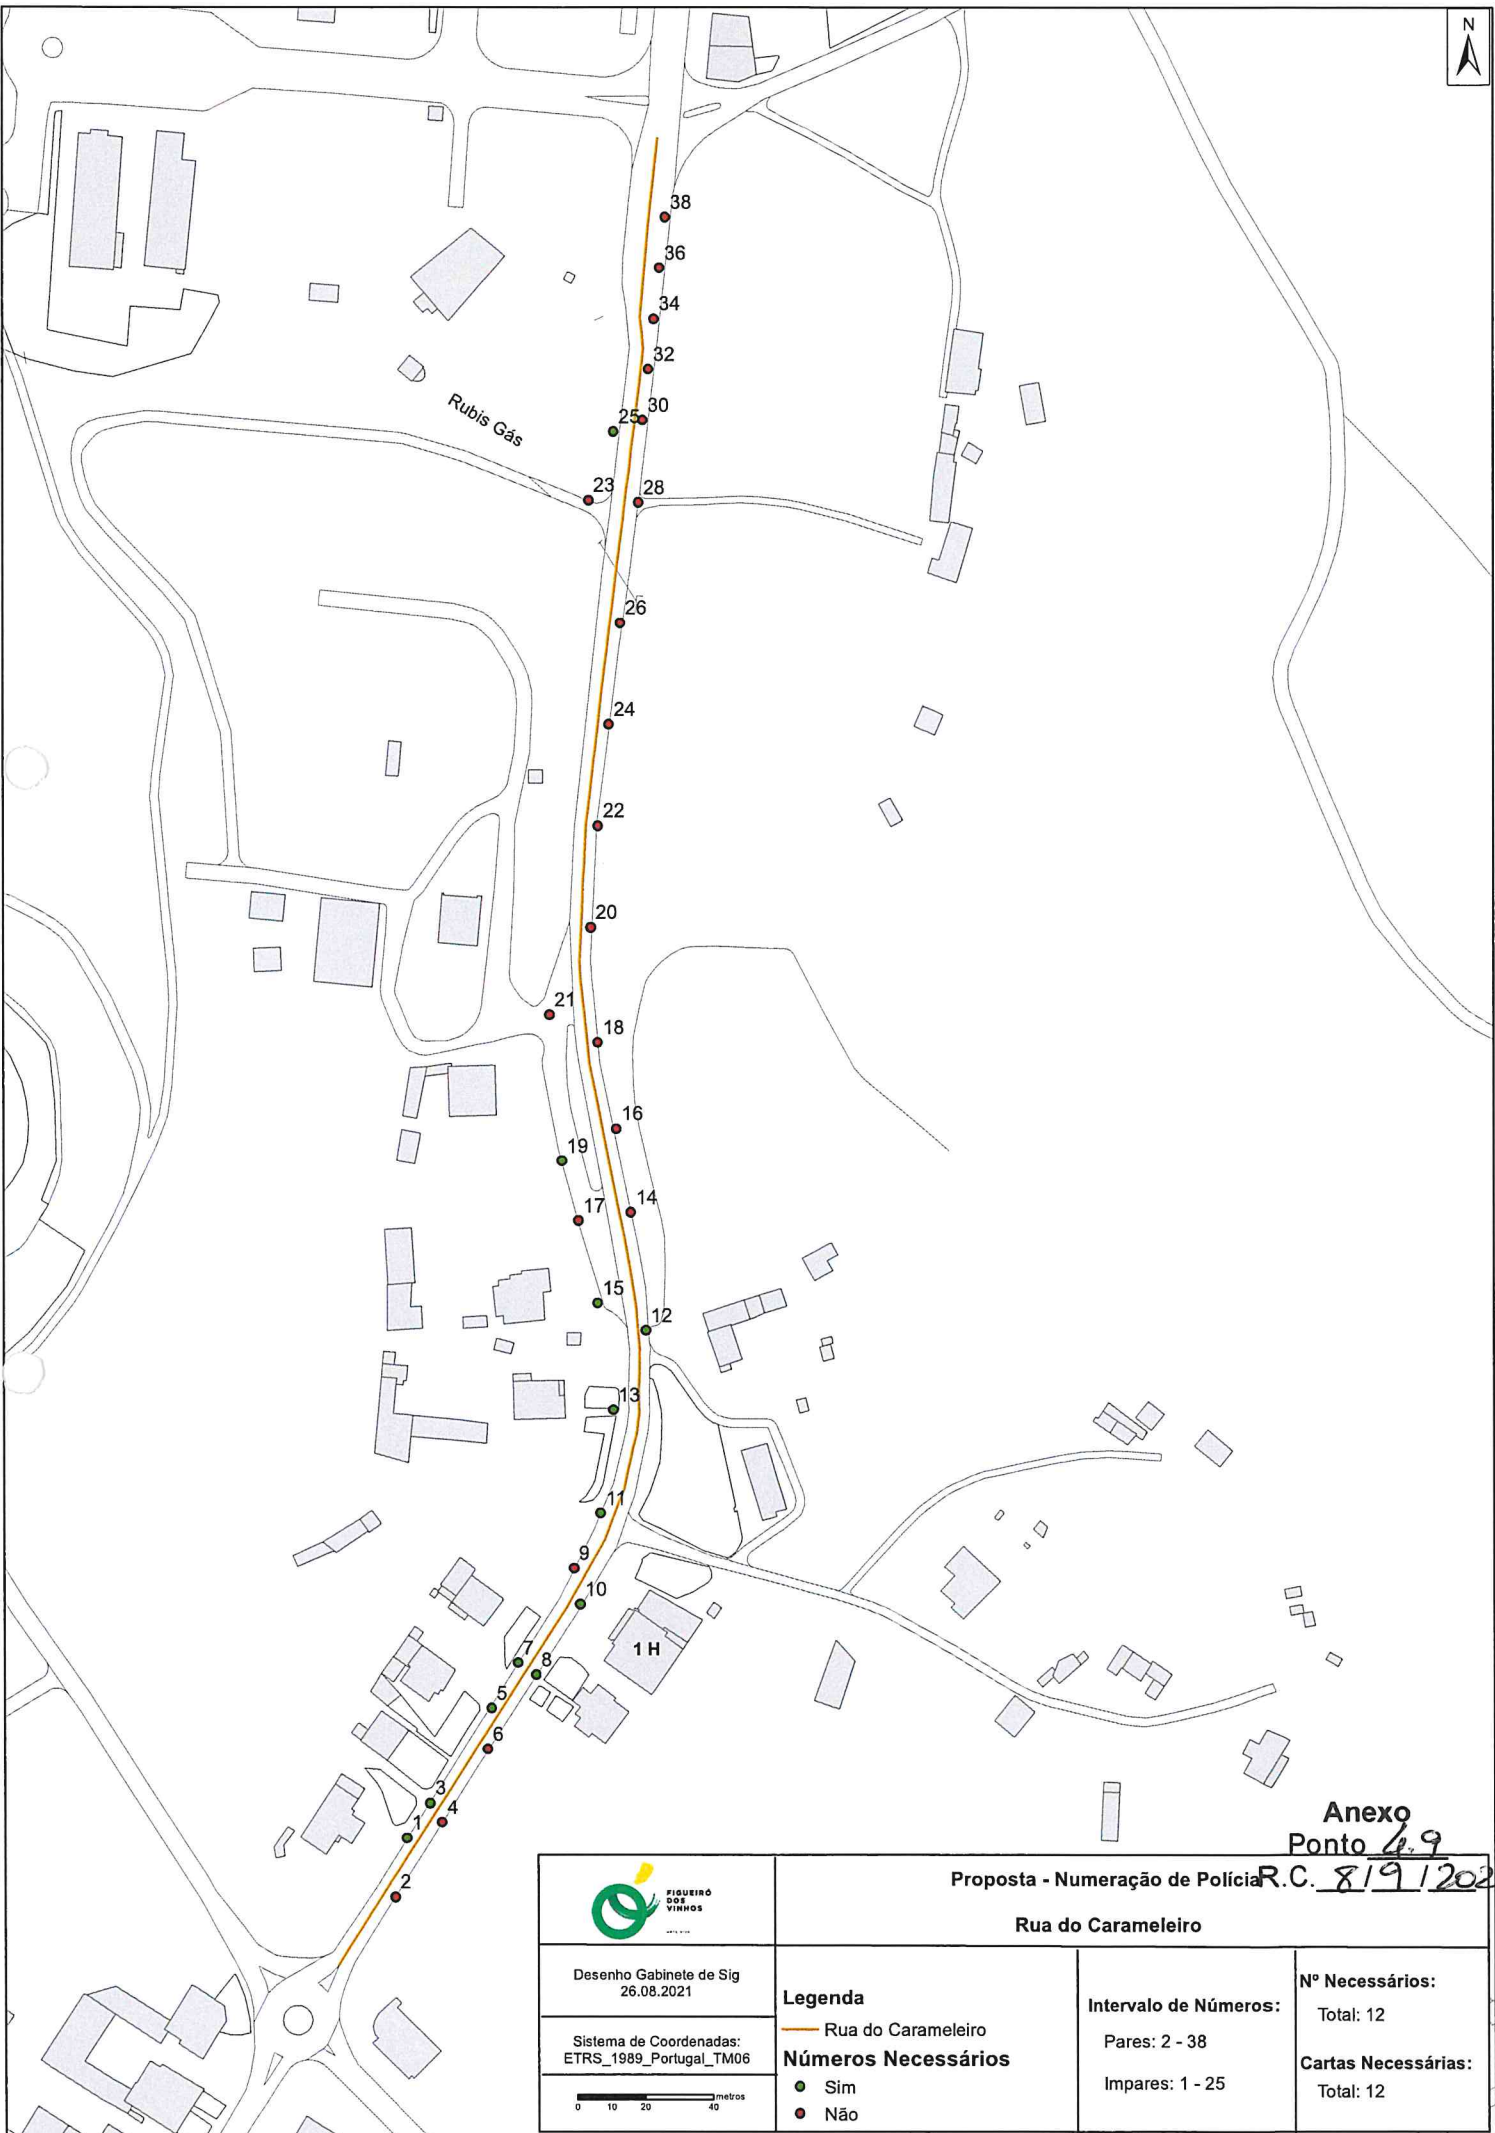 N
38
36
34
32
30
25
Rubis Gás
23
28
26
24
22
20
21
18
16
19
14
17
15
12
13
11
9
10
1 H
7
8
5
6
3
4
1
2
Anexo
Ponto 4.9
R.C. 8/9/202
Proposta - Numeração de Polícia
Rua do Carameleiro
FIGUEIRÓ
DOS
VINHOS
Desenho Gabinete de Sig
26.08.2021
Sistema de Coordenadas:
ETRS_1989_Portugal_TM06
metros
0 10 20 40
Legenda
Rua do Carameleiro
Números Necessários
Sim
Não
Intervalo de Números:
Pares: 2 - 38
Impares: 1 - 25
Nº Necessários:
Total: 12
Cartas Necessárias:
Total: 12